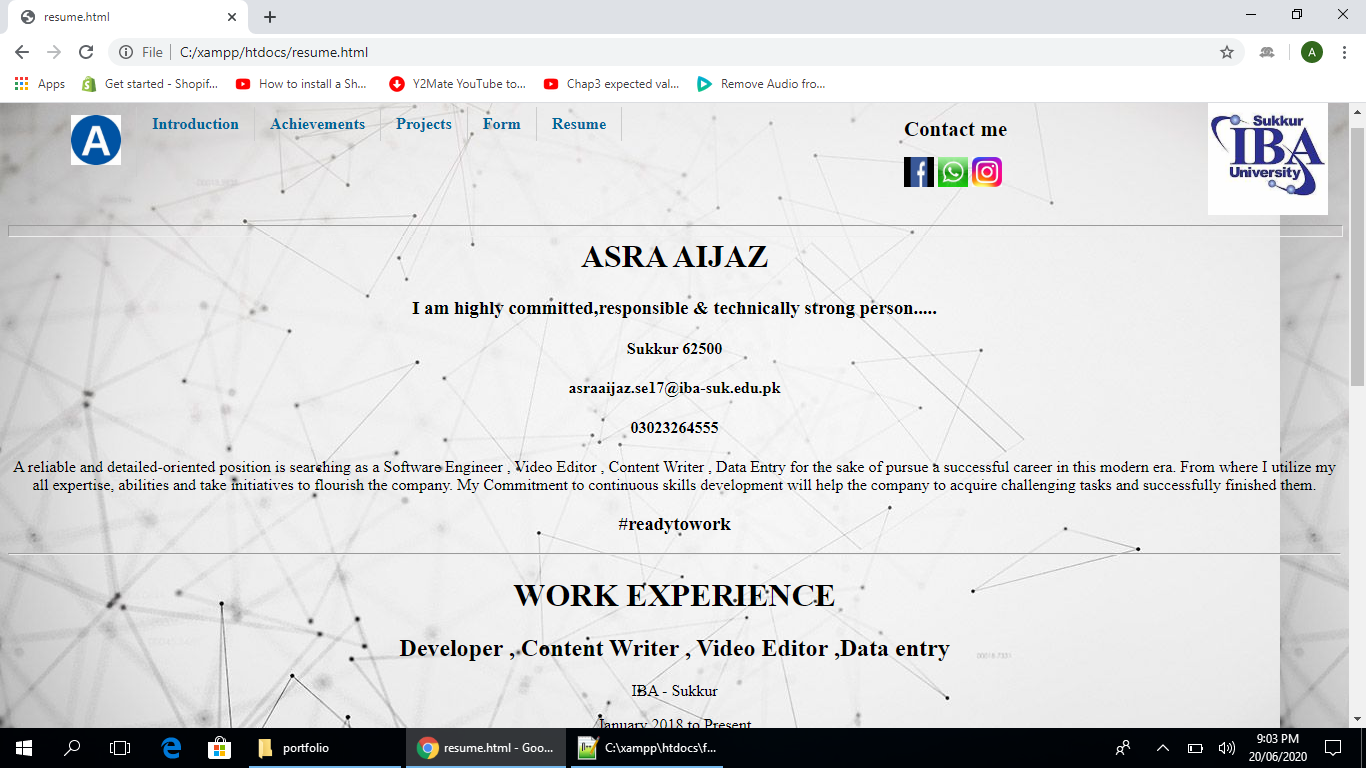 resume.html
File
C:/xampp/htdocs/resume.html
A
Apps
Get started - Shopif...
How to install a Sh...
Y2Mate YouTube to...
Chap3 expected val...
Remove Audio fro...
A
Introduction
Achievements
Projects
Form
Resume
Contact me
Sukkur
IBA
University
ASRA AIJAZ
I am highly committed,responsible & technically strong person.....
Sukkur 62500
asraaijaz.se17@iba-suk.edu.pk
03023264555
A reliable and detailed-oriented position is searching as a Software Engineer , Video Editor , Content Writer , Data Entry for the sake of pursue a successful career in this modern era. From where I utilize my
all expertise, abilities and take initiatives to flourish the company. My Commitment to continuous skills development will help the company to acquire challenging tasks and successfully finished them.
#readytowork
WORK EXPERIENCE
Developer , Content Writer , Video Editor ,Data entry
IBA - Sukkur
January 2018 to Present
portfolio
resume.html - Goo...
C:\xampp\htdocs\f...
9:03 PM
20/06/2020